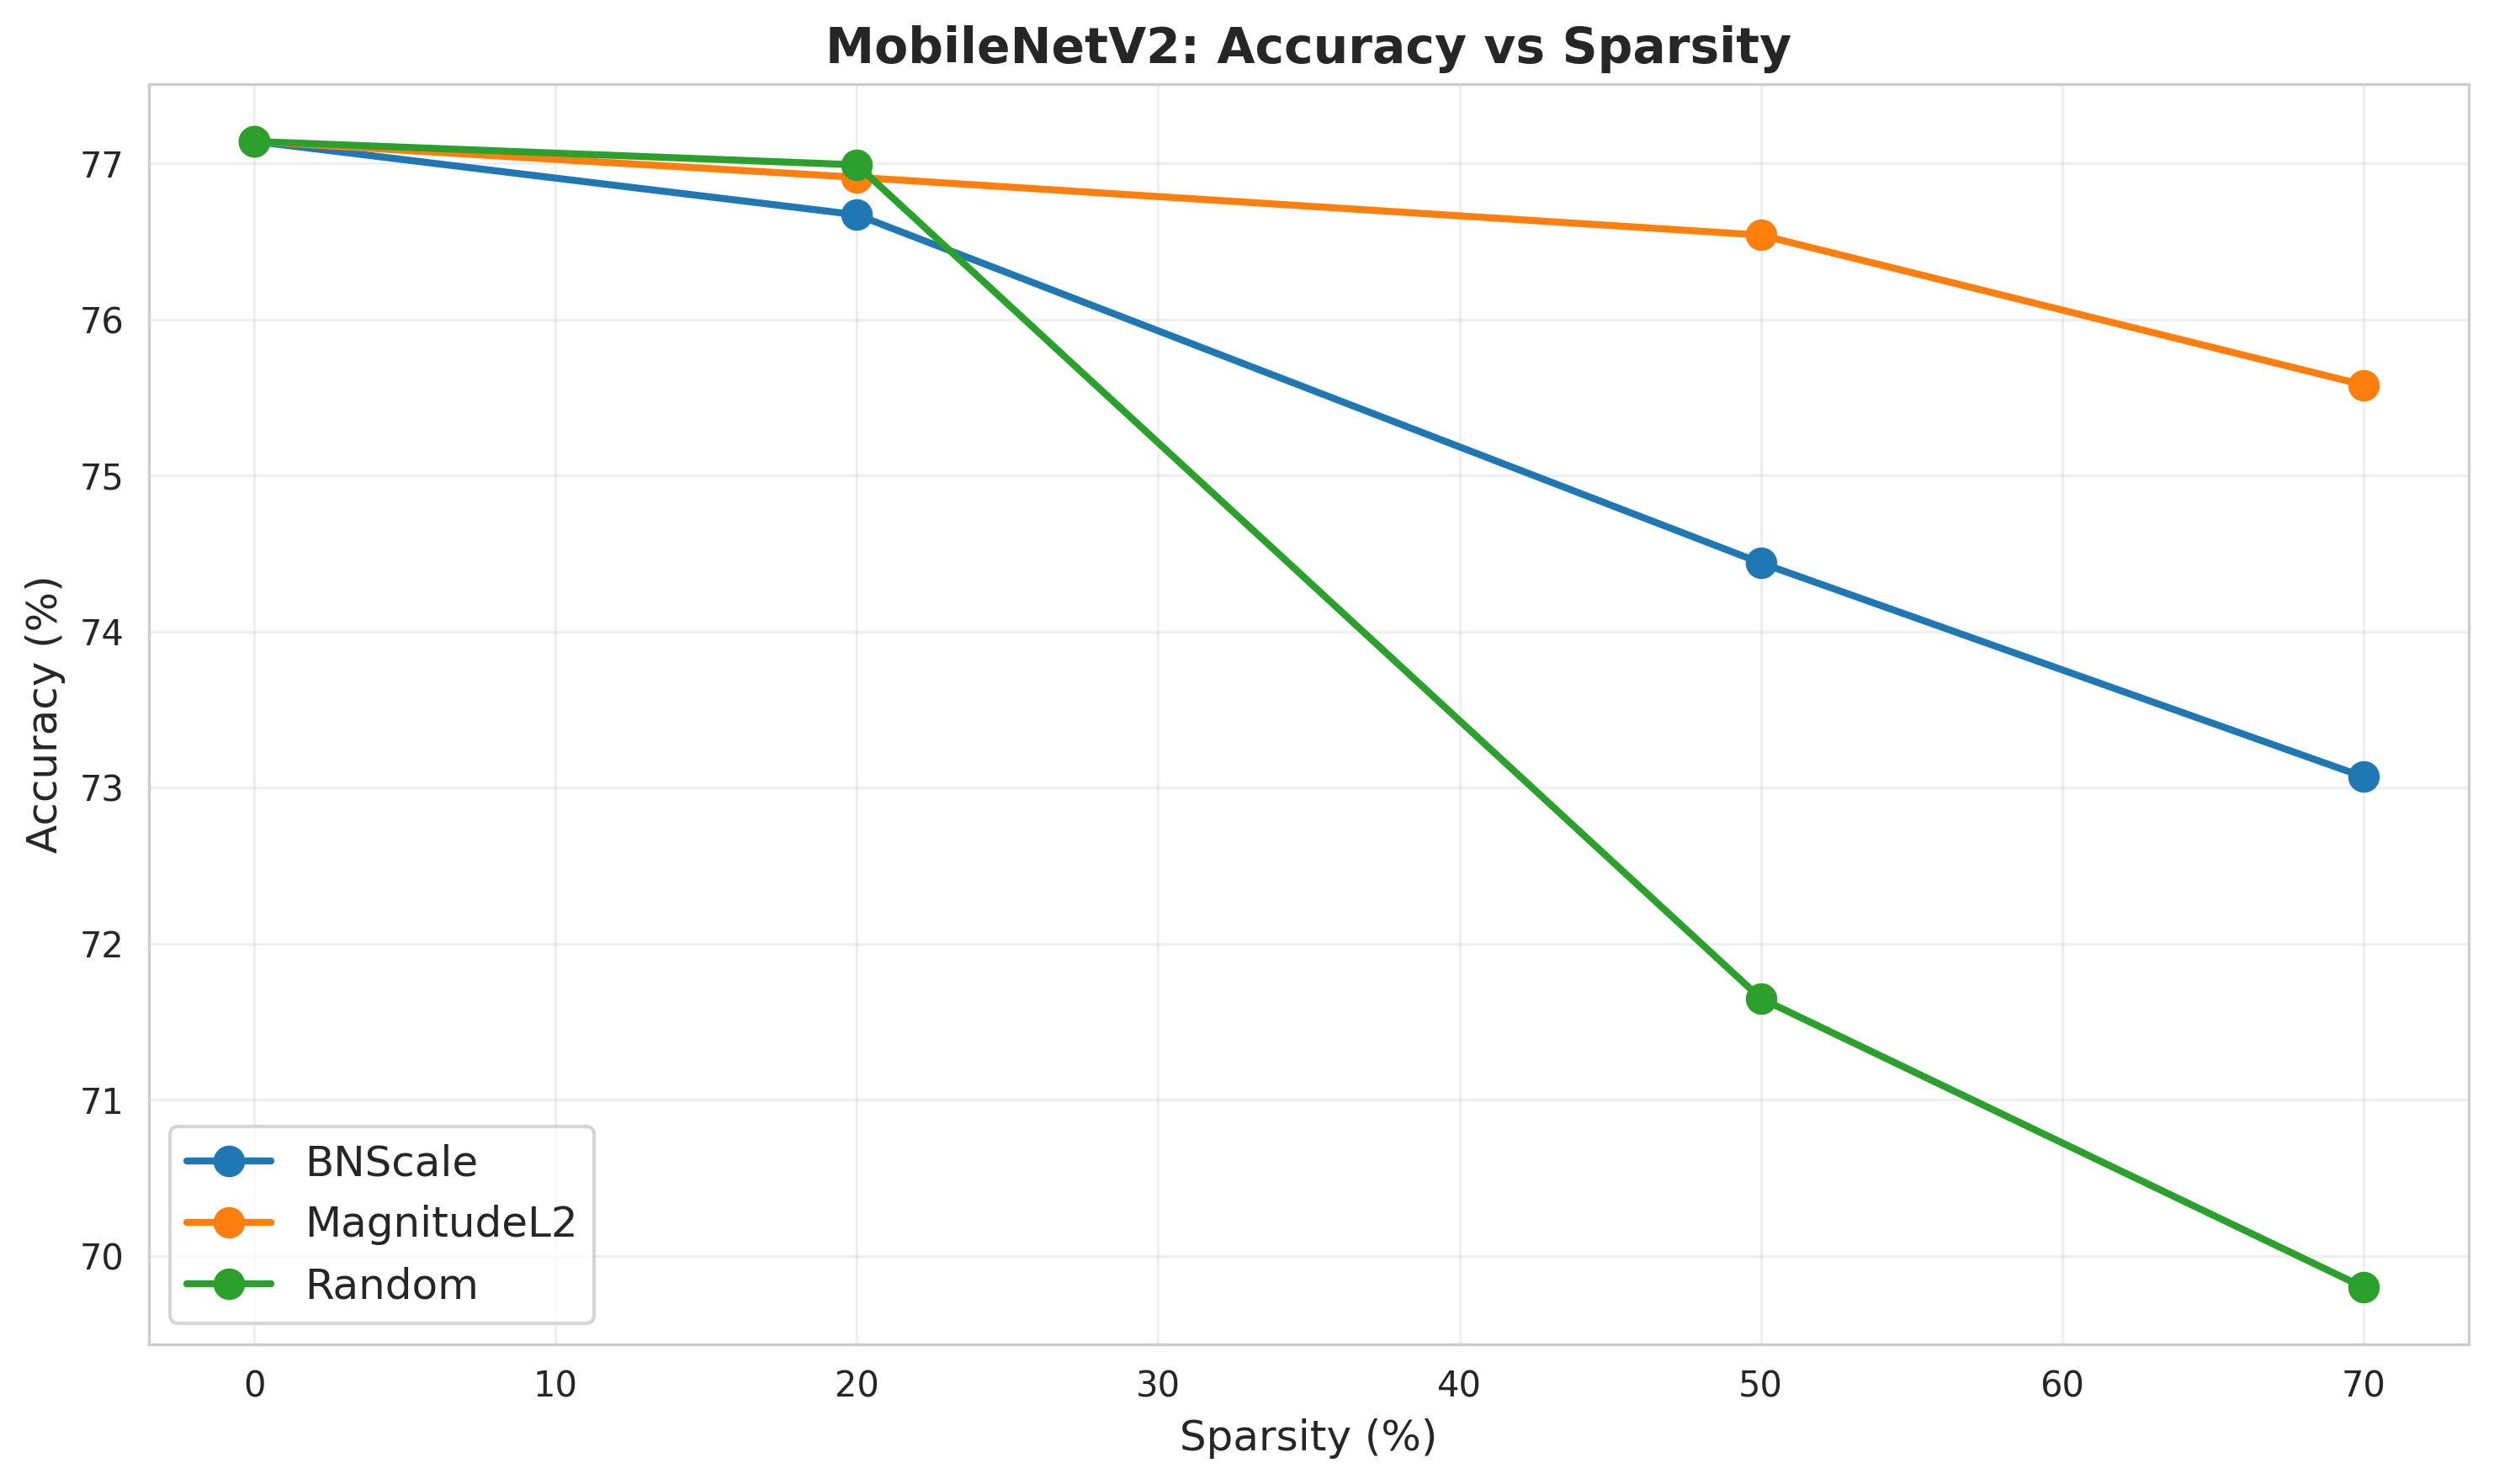 MobileNetV2: Accuracy vs Sparsity
Accuracy (%)
77
76
75
74
73
72
71
70
BNScale
MagnitudeL2
Random
0 10 20 30 40 50 60 70
Sparsity (%)